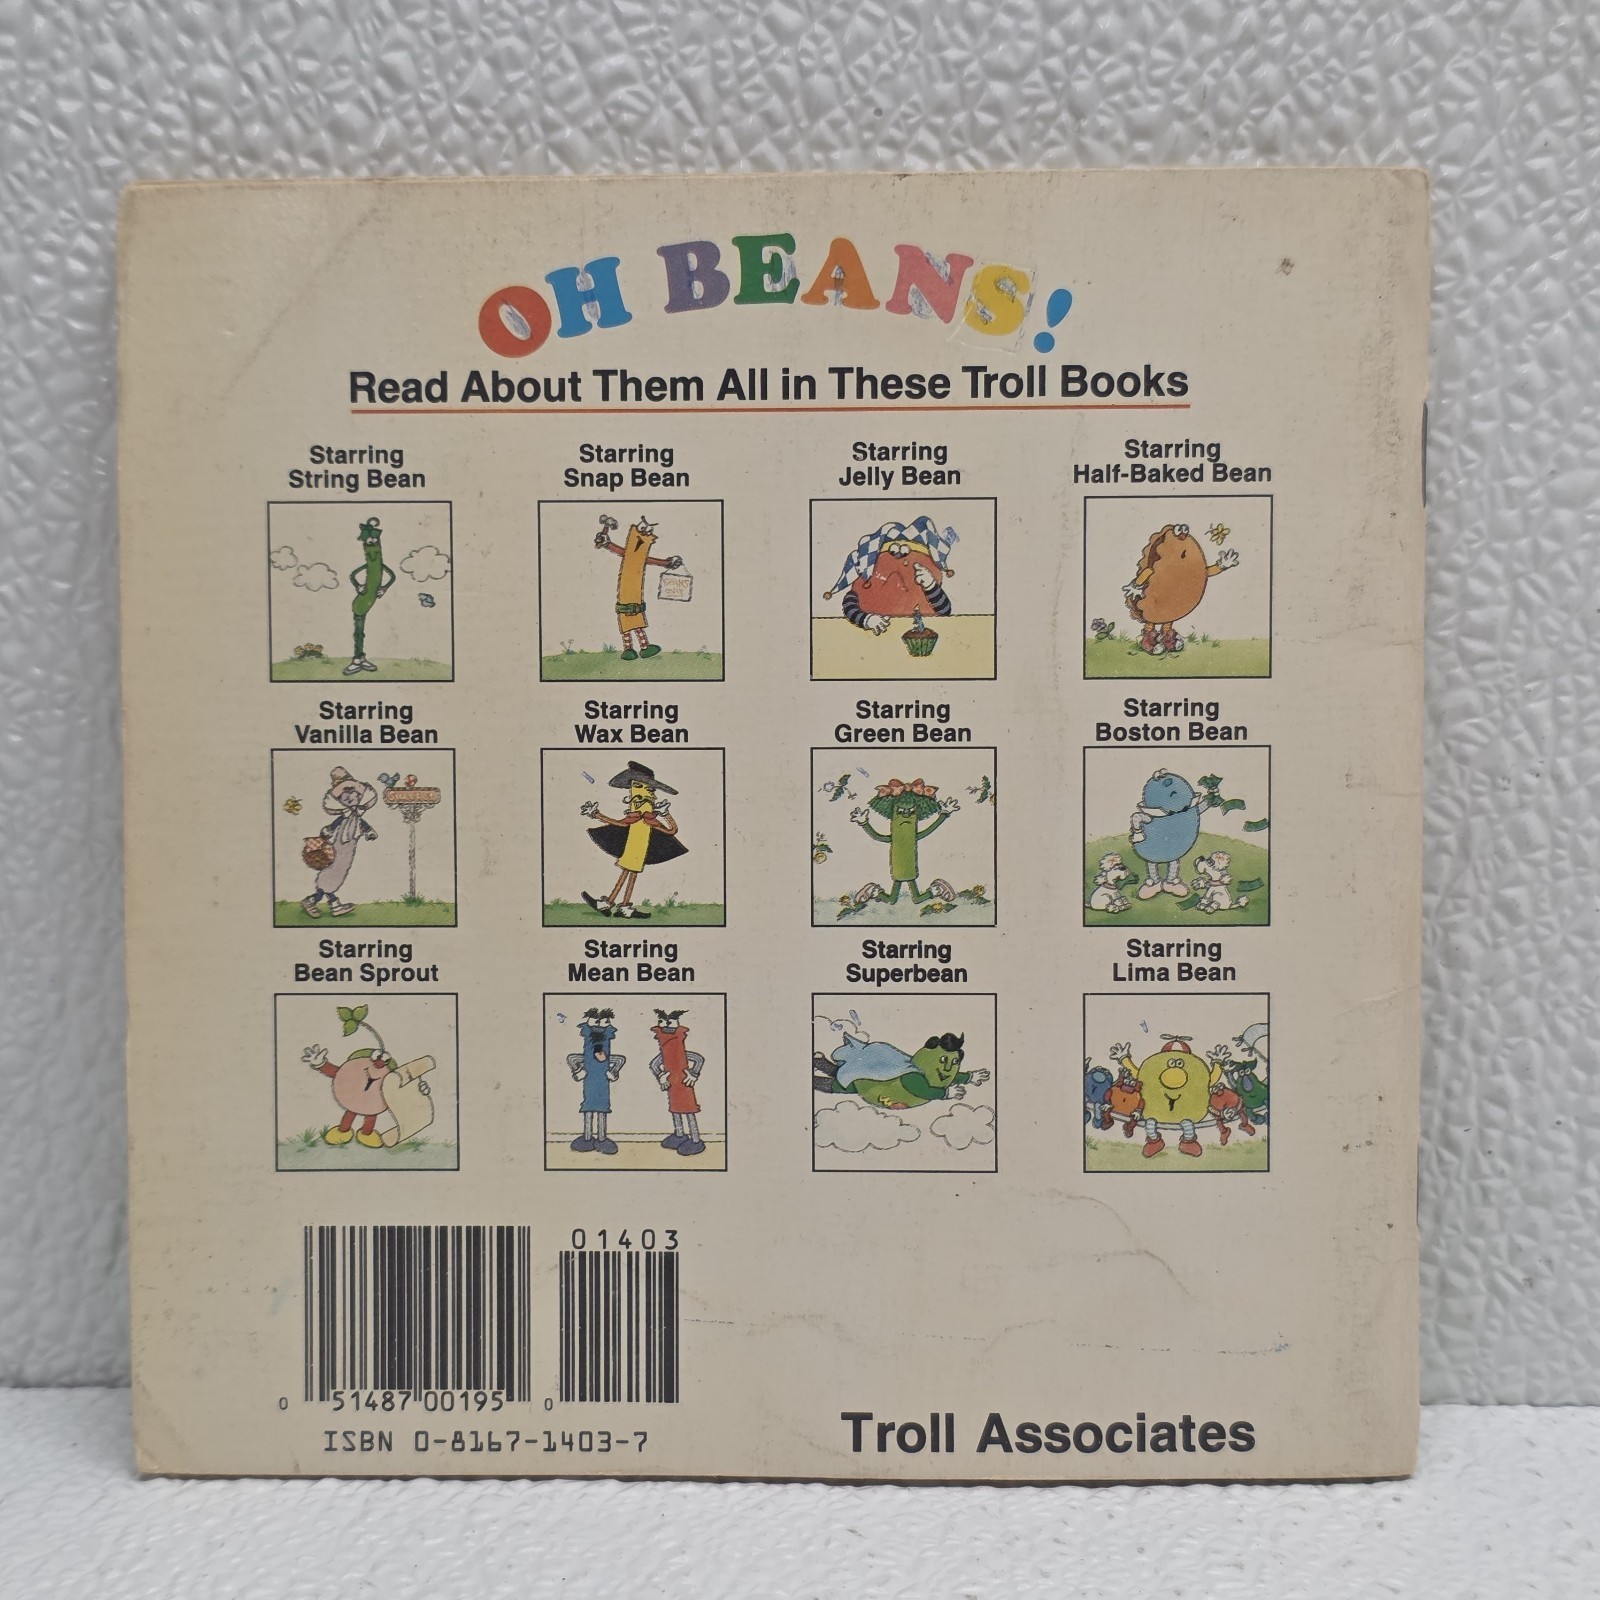 OH BEANS!
Read About Them All in These Troll Books
Starring
String Bean
Starring
Snap Bean
Starring
Jelly Bean
Starring
Half-Baked Bean
Starring
Vanilla Bean
Starring
Wax Bean
Starring
Green Bean
Starring
Boston Bean
Starring
Bean Sprout
Starring
Mean Bean
Starring
Superbean
Starring
Lima Bean
01403
0 51487 00195 0
ISBN 0-8167-1403-7
Troll Associates